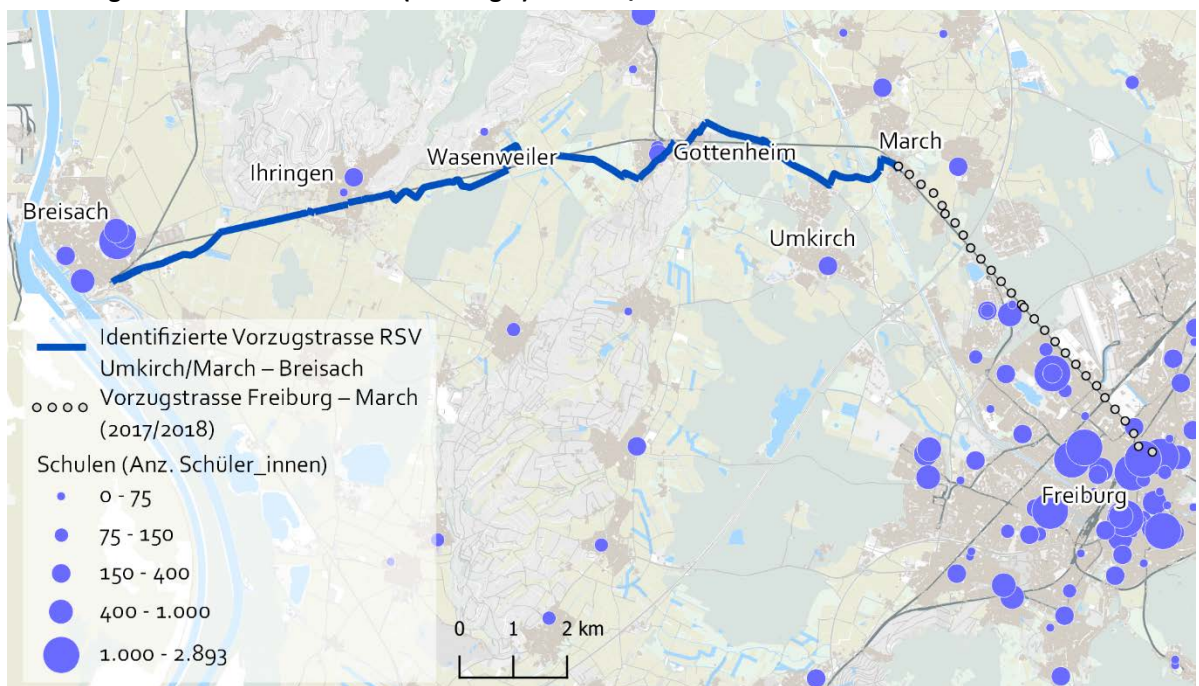 March
Wasenweiler
Gottenheim
Ihringen
Breisach
Umkirch
Identifizierte Vorzugstrasse RSV
Umkirch/March – Breisach
Vorzugstrasse Freiburg – March
(2017/2018)
Schulen (Anz. Schüler_innen)
0 - 75
75 - 150
150 - 400
400 - 1.000
1.000 - 2.893
Freiburg
0 1 2 km